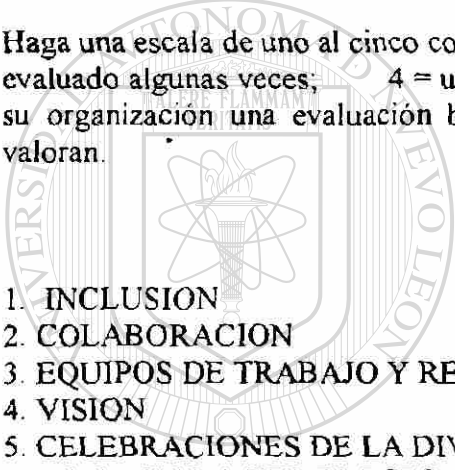 Haga una escala de uno al cinco co
evaluado algunas veces; 4 = u
su organización una evaluación b
valoran.
1. INCLUSION
2. COLABORACION
3. EQUIPOS DE TRABAJO Y RE
4. VISION
5. CELEBRACIONES DE LA DIV